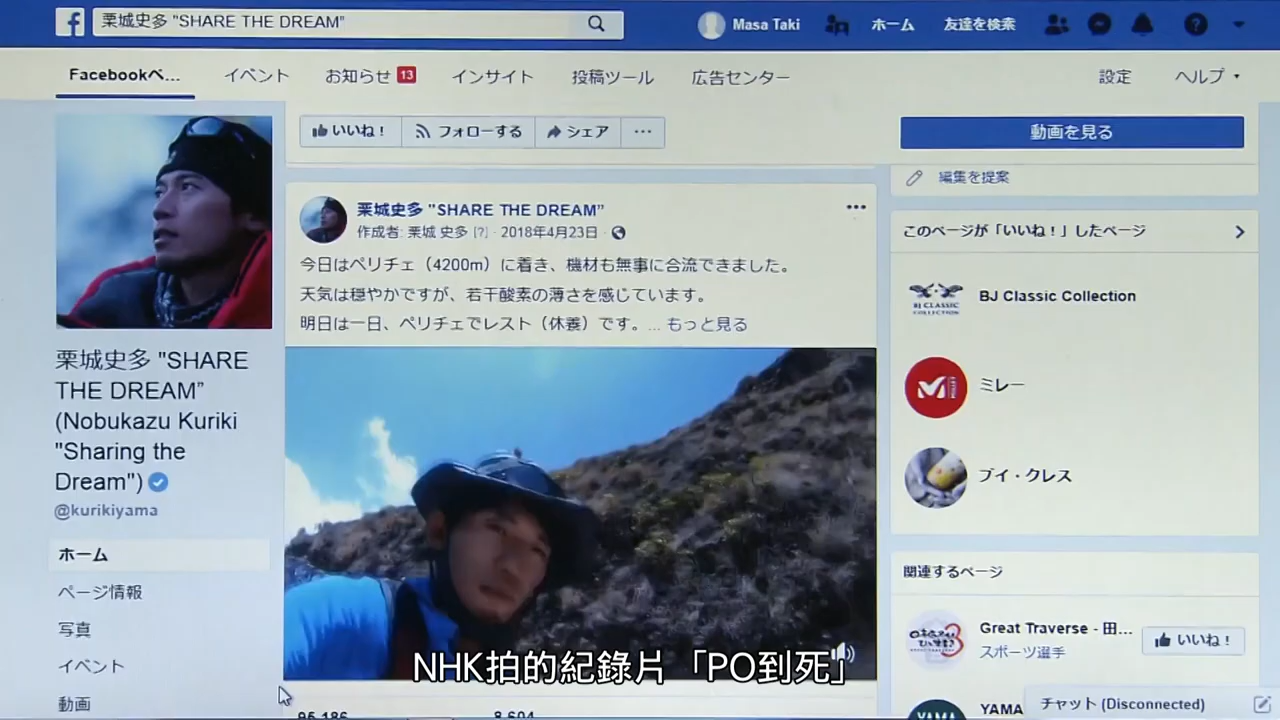 栗城史多 "SHARE THE DREAM"
Masa Taki
ホーム
友達を検索
Facebookペ...
イベント
お知らせ 13
インサイト
投稿ツール
広告センター
設定
ヘルプ
いいね！
フォローする
シェア
...
動画を見る
編集を提案
栗城史多 "SHARE THE DREAM"
作成者: 栗城 史多 [?] · 2018年4月23日 ·
今日はペリチェ（4200m）に着き、機材も無事に合流できました。
天気は穏やかですが、若干酸素の薄さを感じています。
明日は一日、ペリチェでレスト（休養）です。... もっと見る
栗城史多 "SHARE
THE DREAM"
(Nobukazu Kuriki
"Sharing the
Dream")
@kurikiyama
ホーム
ページ情報
写真
イベント
動画
このページが「いいね！」したページ
BJ CLASSIC
COLLECTION
BJ Classic Collection
ミレー
ブイ・クレス
関連するページ
Great Traverse - 田...
スポーツ選手
いいね！
YAMA
YAMA
チャット (Disconnected)
NHK拍的紀錄片「PO到死」
95,186
8,604